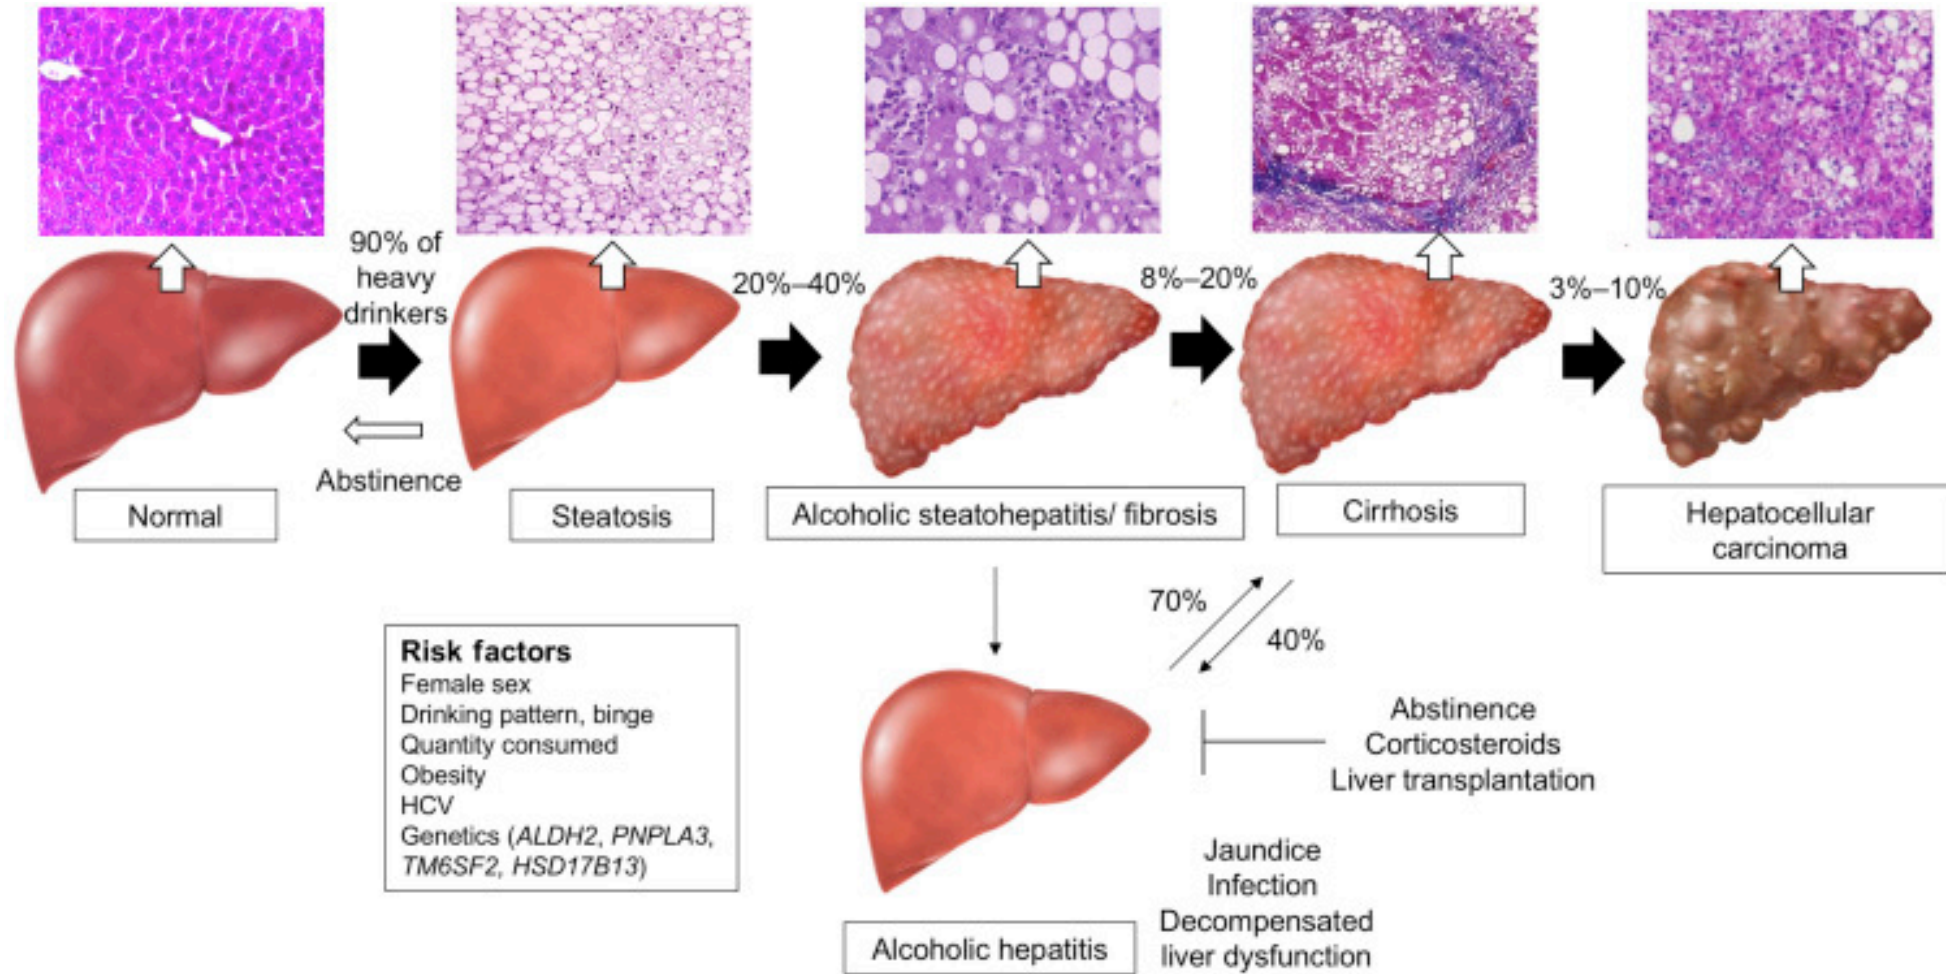 90% of
heavy
drinkers
20%–40%
8%–20%
3%–10%
Abstinence
Normal
Steatosis
Alcoholic steatohepatitis/ fibrosis
Cirrhosis
Hepatocellular
carcinoma
70%
40%
Risk factors
Female sex
Drinking pattern, binge
Quantity consumed
Obesity
HCV
Genetics (ALDH2, PNPLA3,
TM6SF2, HSD17B13)
Abstinence
Corticosteroids
Liver transplantation
Jaundice
Infection
Decompensated
liver dysfunction
Alcoholic hepatitis